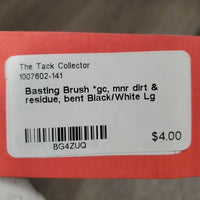 The Tack Collector
1007602-141
Basting Brush *gc, mnr dirt &
residue, bent Black/White Lg
$4.00
BG4ZUQ